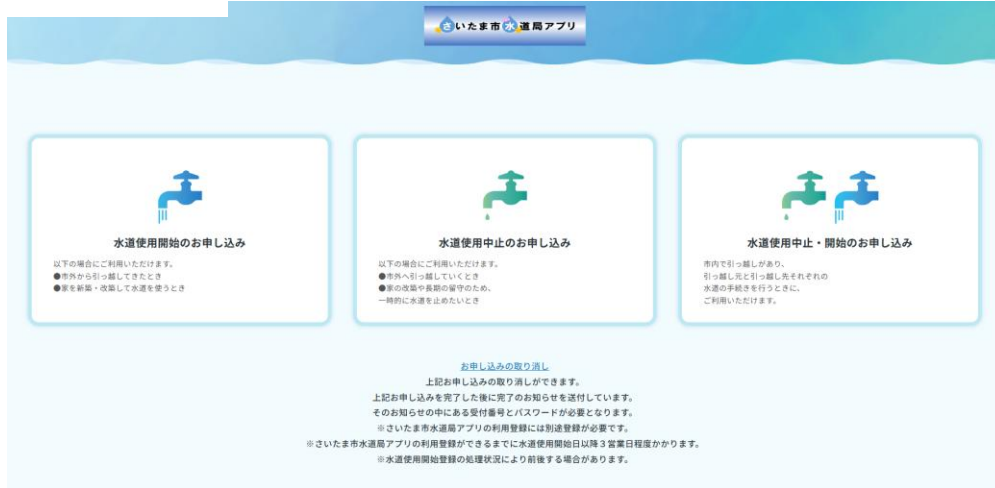 さいたま市水道局アプリ
水道使用開始のお申し込み
以下の場合にご利用いただけます。
●市外から引っ越してきたとき
●家を新築・改築して水道を使うとき
水道使用中止のお申し込み
以下の場合にご利用いただけます。
●市外へ引っ越していくとき
●家の改築や長期の留守のため、
一時的に水道を止めたいとき
水道使用中止・開始のお申し込み
市内で引っ越しがあり、
引っ越し元と引っ越し先それぞれの
水道の手続きを行うときに、
ご利用いただけます。
お申し込みの取り消し
上記お申し込みの取り消しができます。
上記お申し込みを完了した後に完了のお知らせを送付しています。
そのお知らせの中にある受付番号とパスワードが必要となります。
※さいたま市水道局アプリの利用登録には別途登録が必要です。
※さいたま市水道局アプリの利用登録ができるまでに水道使用開始日以降３営業日程度かかります。
※水道使用開始登録の処理状況により前後する場合があります。